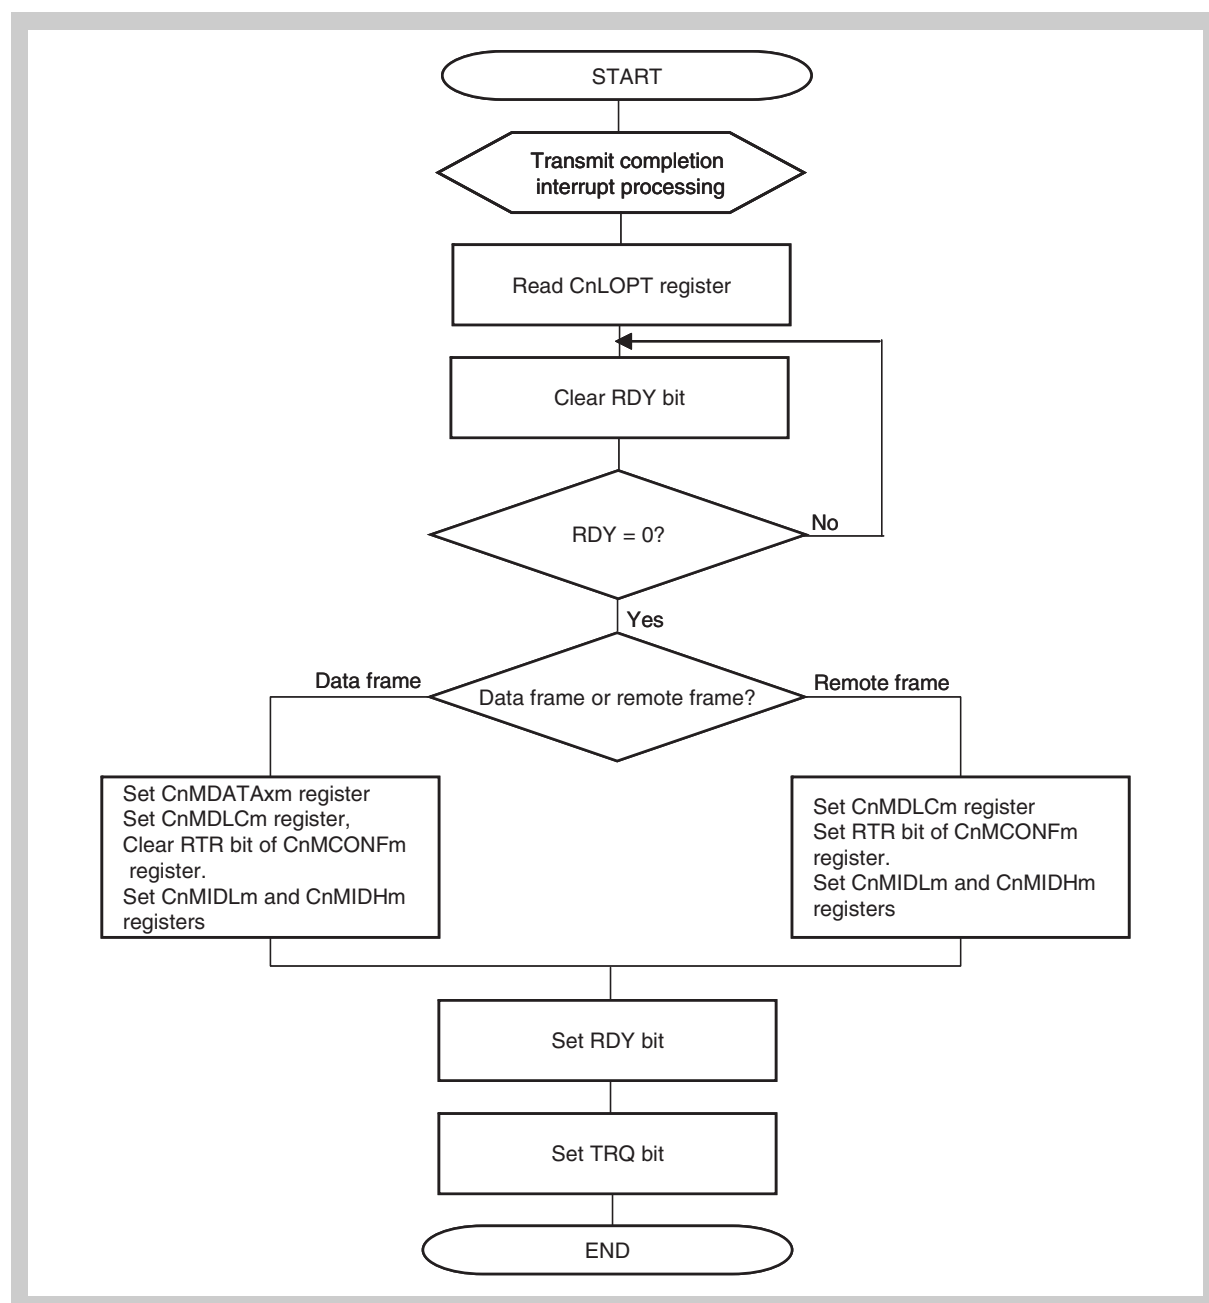 START
Transmit completion
interrupt processing
Read CnLOPT register
Clear RDY bit
RDY = 0?
No
Yes
Data frame
Data frame or remote frame?
Remote frame
Set CnMDATAxm register
Set CnMDLCm register,
Clear RTR bit of CnMCONFm
register.
Set CnMIDLm and CnMIDHm
registers
Set CnMDLCm register
Set RTR bit of CnMCONFm
register.
Set CnMIDLm and CnMIDHm
registers
Set RDY bit
Set TRQ bit
END